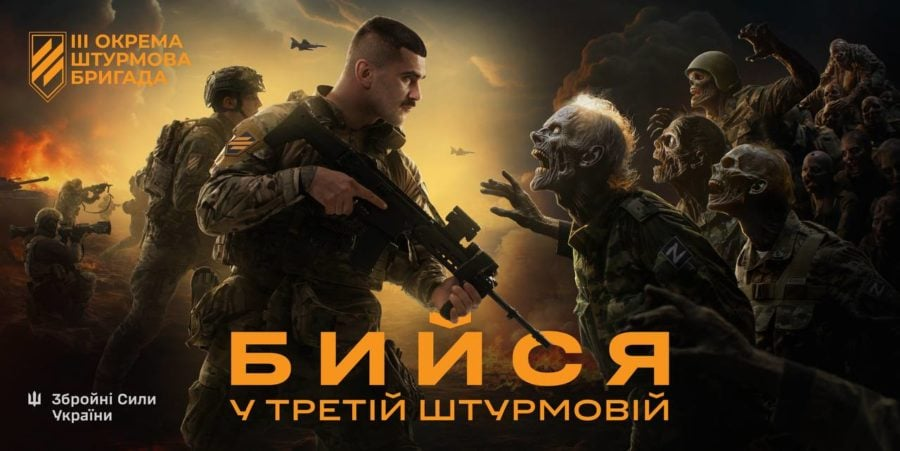 III ОКРЕМА
ШТУРМОВА
БРИГАДА
N
БИЙСЯ
У ТРЕТІЙ ШТУРМОВІЙ
Збройні Сили
України